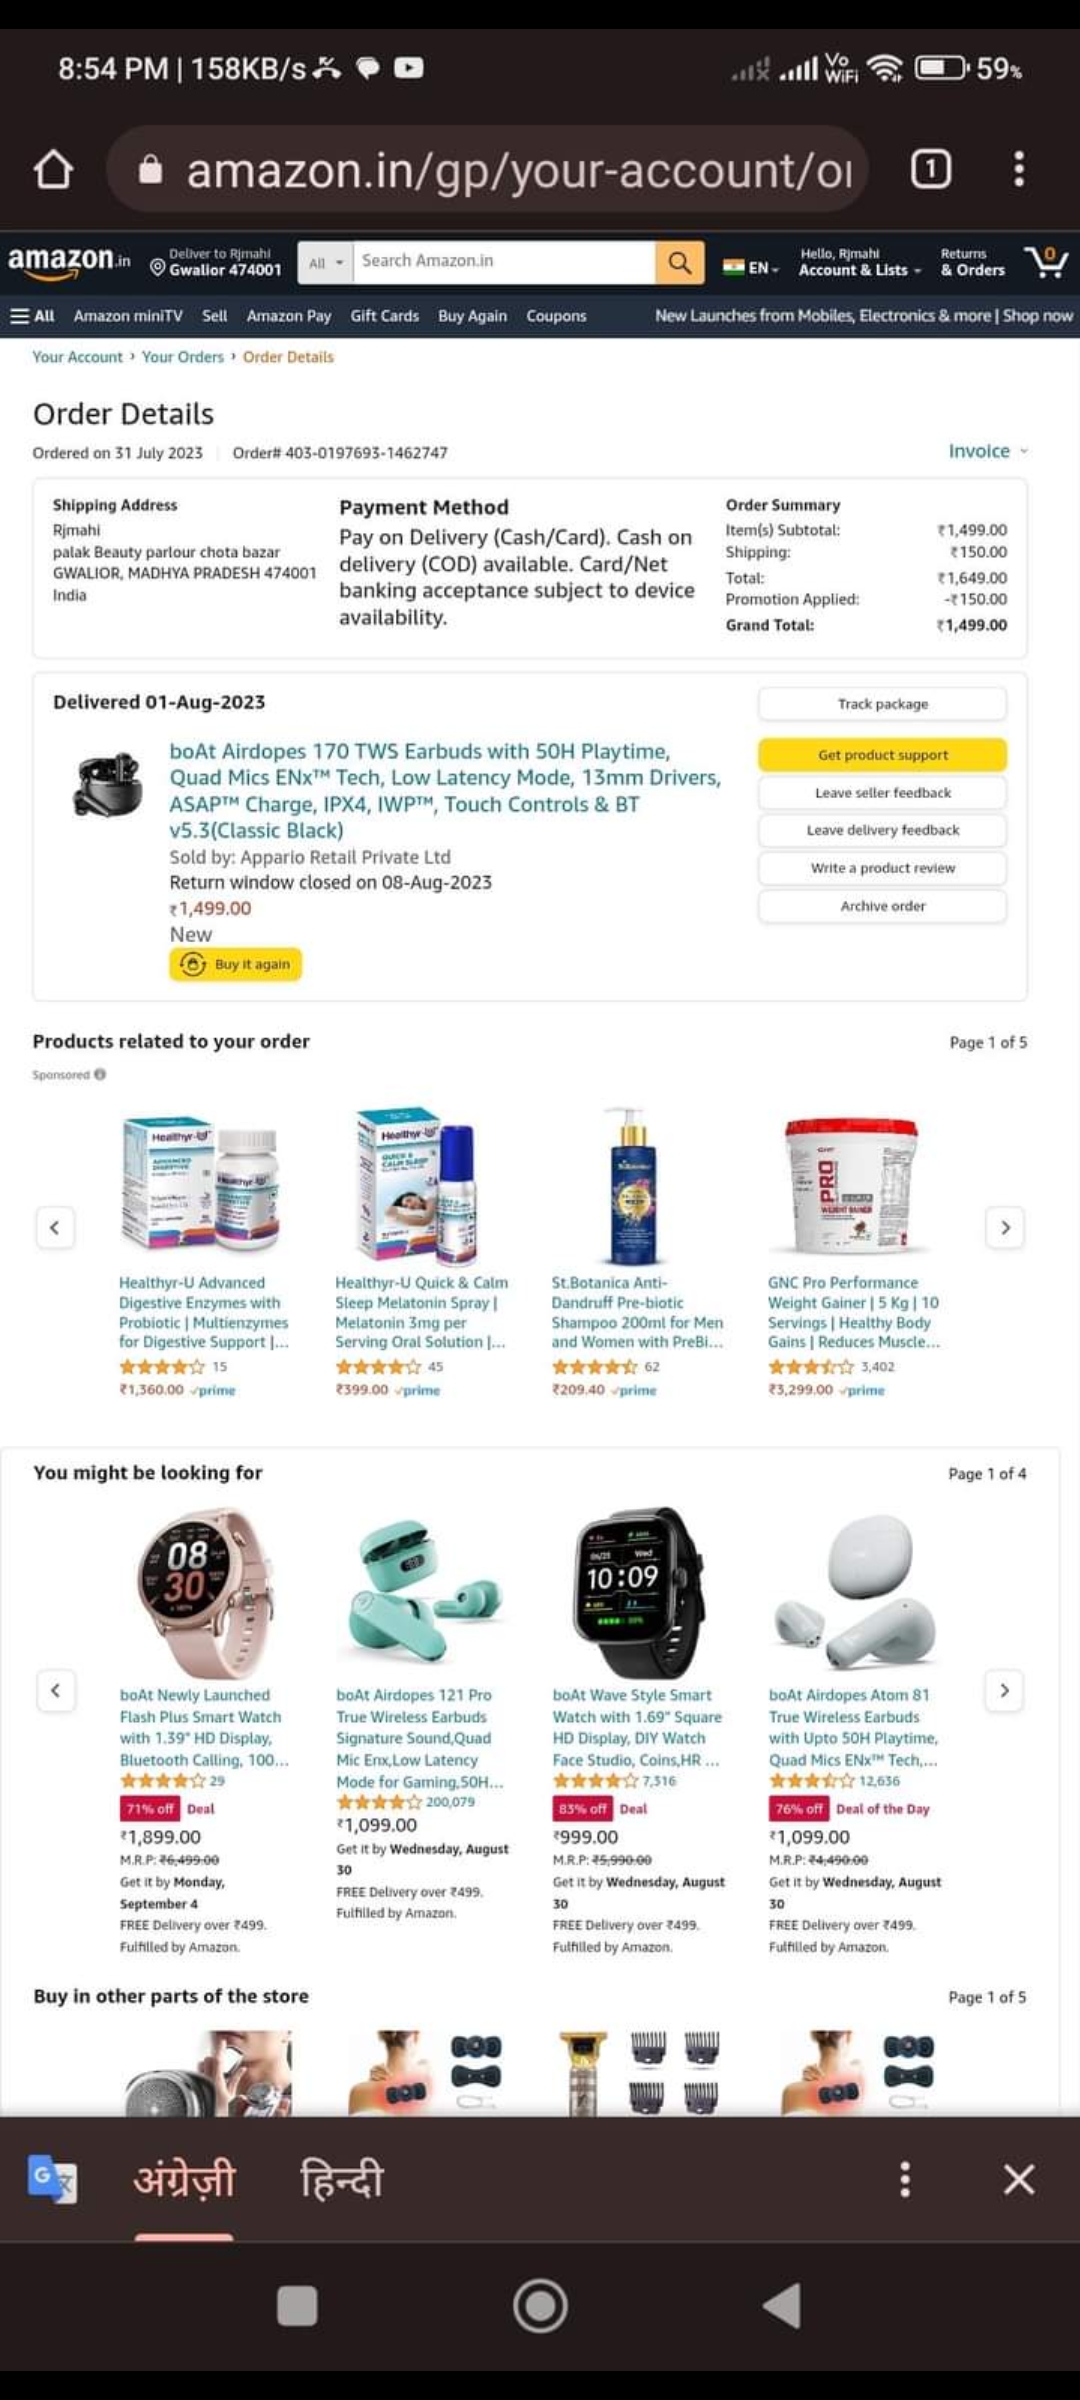 8:54 PM | 158KB/s
Vo WiFi
59%
amazon.in/gp/your-account/or
1
amazon.in
Deliver to Rjmahi
Gwalior 474001
All
Search Amazon.in
EN
Hello, Rjmahi
Account & Lists
Returns
& Orders
0
All Amazon miniTV Sell Amazon Pay Gift Cards Buy Again Coupons
New Launches from Mobiles, Electronics & more | Shop now
Your Account › Your Orders › Order Details
Order Details
Ordered on 31 July 2023 | Order# 403-0197693-1462747
Invoice
Shipping Address
Rjmahi
palak Beauty parlour chota bazar
GWALIOR, MADHYA PRADESH 474001
India
Payment Method
Pay on Delivery (Cash/Card). Cash on
delivery (COD) available. Card/Net
banking acceptance subject to device
availability.
Order Summary
Item(s) Subtotal: ₹1,499.00
Shipping: ₹150.00
Total: ₹1,649.00
Promotion Applied: -₹150.00
Grand Total: ₹1,499.00
Delivered 01-Aug-2023
boAt Airdopes 170 TWS Earbuds with 50H Playtime,
Quad Mics ENx™ Tech, Low Latency Mode, 13mm Drivers,
ASAP™ Charge, IPX4, IWP™, Touch Controls & BT
v5.3(Classic Black)
Sold by: Appario Retail Private Ltd
Return window closed on 08-Aug-2023
₹1,499.00
New
Buy it again
Track package
Get product support
Leave seller feedback
Leave delivery feedback
Write a product review
Archive order
Products related to your order
Page 1 of 5
Sponsored
Healthyr-U
ADVANCED
DIGESTIVE
Healthyr-U
Healthyr-U
QUICK &
CALM SLEEP
St.Botanica
GNC
PRO
WEIGHT GAINER
Healthyr-U Advanced
Digestive Enzymes with
Probiotic | Multienzymes
for Digestive Support |...
15
₹1,360.00 prime
Healthyr-U Quick & Calm
Sleep Melatonin Spray |
Melatonin 3mg per
Serving Oral Solution |...
45
₹399.00 prime
St.Botanica Anti-
Dandruff Pre-biotic
Shampoo 200ml for Men
and Women with PreBi...
62
₹209.40 prime
GNC Pro Performance
Weight Gainer | 5 Kg | 10
Servings | Healthy Body
Gains | Reduces Muscle...
3,402
₹3,299.00 prime
You might be looking for
Page 1 of 4
08
30
Wed
10:09
boAt Newly Launched
Flash Plus Smart Watch
with 1.39" HD Display,
Bluetooth Calling, 100...
29
71% off Deal
₹1,899.00
M.R.P: ₹6,499.00
Get it by Monday,
September 4
FREE Delivery over ₹499.
Fulfilled by Amazon.
boAt Airdopes 121 Pro
True Wireless Earbuds
Signature Sound,Quad
Mic Enx,Low Latency
Mode for Gaming,50H...
200,079
₹1,099.00
Get it by Wednesday, August
30
FREE Delivery over ₹499.
Fulfilled by Amazon.
boAt Wave Style Smart
Watch with 1.69" Square
HD Display, DIY Watch
Face Studio, Coins,HR ...
7,316
83% off Deal
₹999.00
M.R.P: ₹5,990.00
Get it by Wednesday, August
30
FREE Delivery over ₹499.
Fulfilled by Amazon.
boAt Airdopes Atom 81
True Wireless Earbuds
with Upto 50H Playtime,
Quad Mics ENx™ Tech,...
12,636
76% off Deal of the Day
₹1,099.00
M.R.P: ₹4,490.00
Get it by Wednesday, August
30
FREE Delivery over ₹499.
Fulfilled by Amazon.
Buy in other parts of the store
Page 1 of 5
G
अंग्रेज़ी हिन्दी